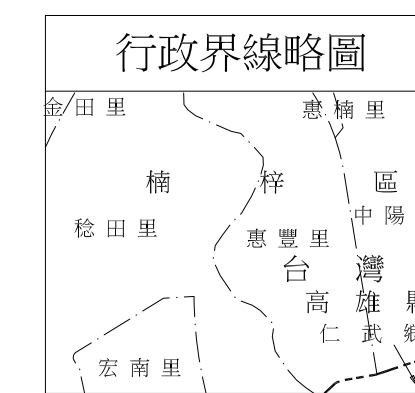 行政界線略圖
金田里 惠楠里
楠梓區
中陽
稔田里 惠豐里
台灣
高雄縣
仁武鄉
宏南里